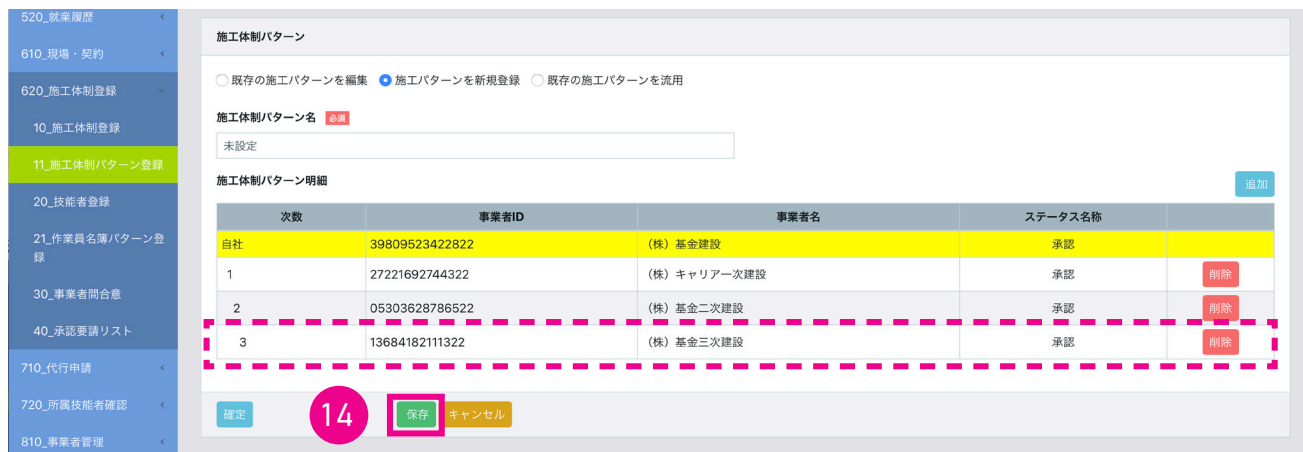 520_就業履歴
610_現場・契約
620_施工体制登録
10_施工体制登録
11_施工体制パターン登録
20_技能者登録
21_作業員名簿パターン登
録
30_事業者間合意
40_承認要請リスト
710_代行申請
720_所属技能者確認
810_事業者管理
施工体制パターン
既存の施工パターンを編集 施工パターンを新規登録 既存の施工パターンを流用
施工体制パターン名 必須
未設定
施工体制パターン明細 追加
次数 事業者ID 事業者名 ステータス名称
自社 39809523422822 （株）基金建設 承認
1 27221692744322 （株）キャリア一次建設 承認 削除
2 05303628786522 （株）基金二次建設 承認 削除
3 13684182111322 （株）基金三次建設 承認 削除
確定 14 保存 キャンセル